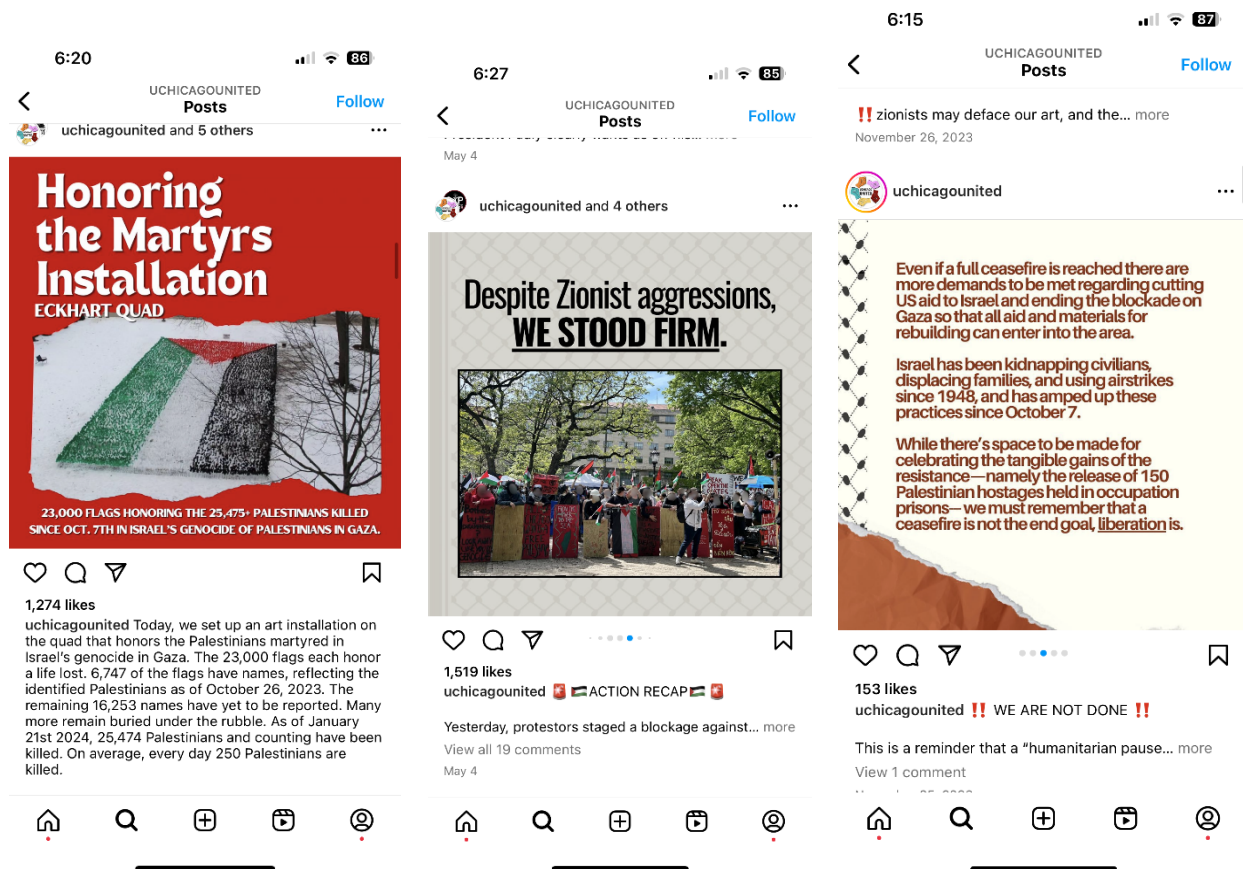 6:20
86
UCHICAGOUNITED
Posts
Follow
uchicagounited and 5 others
Honoring
the Martyrs
Installation
ECKHART QUAD
23,000 FLAGS HONORING THE 25,475+ PALESTINIANS KILLED
SINCE OCT. 7TH IN ISRAEL'S GENOCIDE OF PALESTINIANS IN GAZA.
1,274 likes
uchicagounited Today, we set up an art installation on
the quad that honors the Palestinians martyred in
Israel's genocide in Gaza. The 23,000 flags each honor
a life lost. 6,747 of the flags have names, reflecting the
identified Palestinians as of October 26, 2023. The
remaining 16,253 names have yet to be reported. Many
more remain buried under the rubble. As of January
21st 2024, 25,474 Palestinians and counting have been
killed. On average, every day 250 Palestinians are
killed.
6:27
85
UCHICAGOUNITED
Posts
Follow
May 4
uchicagounited and 4 others
Despite Zionist aggressions,
WE STOOD FIRM.
1,519 likes
uchicagounited 🚨 🇵🇸ACTION RECAP🇵🇸 🚨
Yesterday, protestors staged a blockage against... more
View all 19 comments
May 4
6:15
87
UCHICAGOUNITED
Posts
Follow
‼️ zionists may deface our art, and the... more
November 26, 2023
uchicagounited
Even if a full ceasefire is reached there are
more demands to be met regarding cutting
US aid to Israel and ending the blockade on
Gaza so that all aid and materials for
rebuilding can enter into the area.
Israel has been kidnapping civilians,
displacing families, and using airstrikes
since 1948, and has amped up these
practices since October 7.
While there's space to be made for
celebrating the tangible gains of the
resistance—namely the release of 150
Palestinian hostages held in occupation
prisons— we must remember that a
ceasefire is not the end goal, liberation is.
153 likes
uchicagounited ‼️ WE ARE NOT DONE ‼️
This is a reminder that a “humanitarian pause... more
View 1 comment